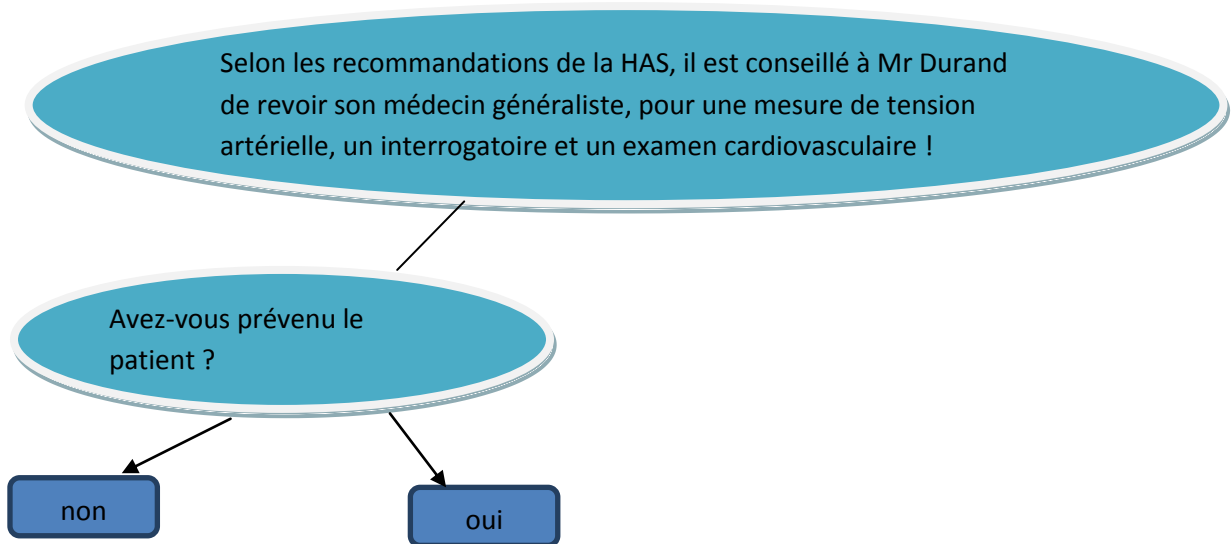 Selon les recommandations de la HAS, il est conseillé à Mr Durand
de revoir son médecin généraliste, pour une mesure de tension
artérielle, un interrogatoire et un examen cardiovasculaire !
Avez-vous prévenu le
patient ?
non
oui